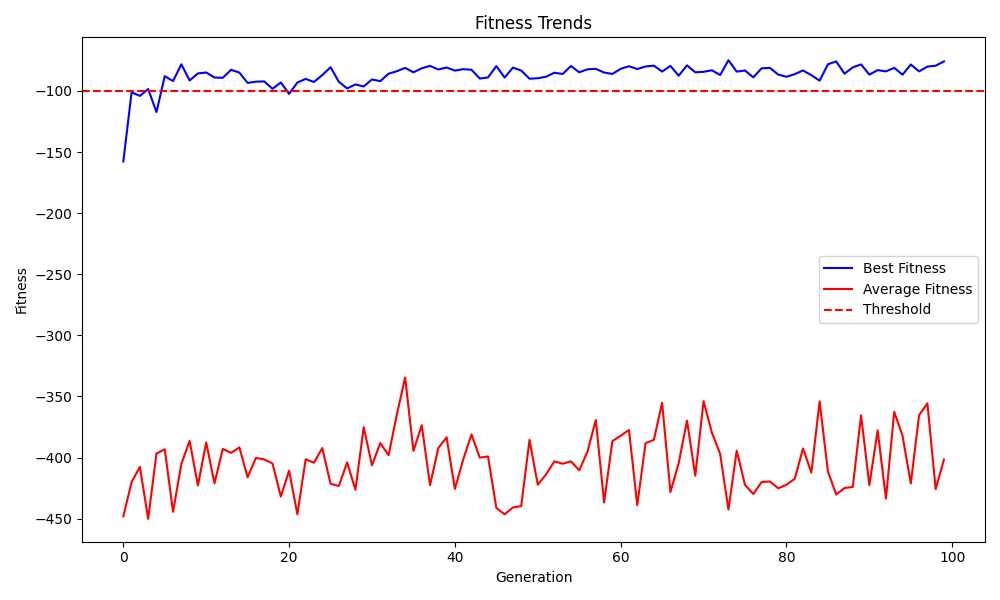 Fitness Trends
Fitness
−100
−150
−200
−250
−300
−350
−400
−450
Best Fitness
Average Fitness
Threshold
0 20 40 60 80 100
Generation